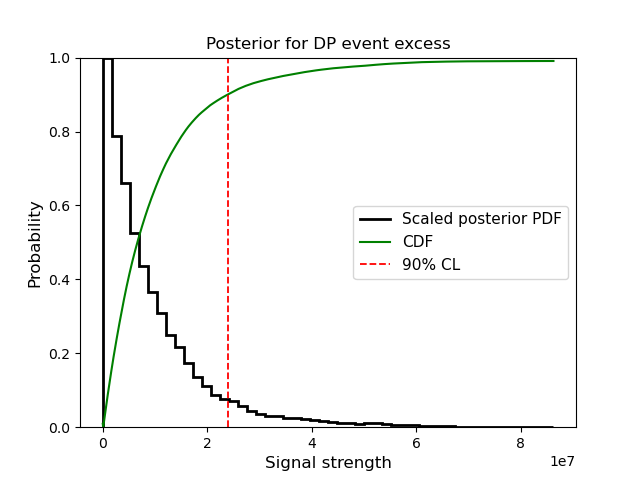 Posterior for DP event excess
1.0
0.8
0.6
0.4
0.2
0.0
Probability
Scaled posterior PDF
CDF
90% CL
0 2 4 6 8
1e7
Signal strength